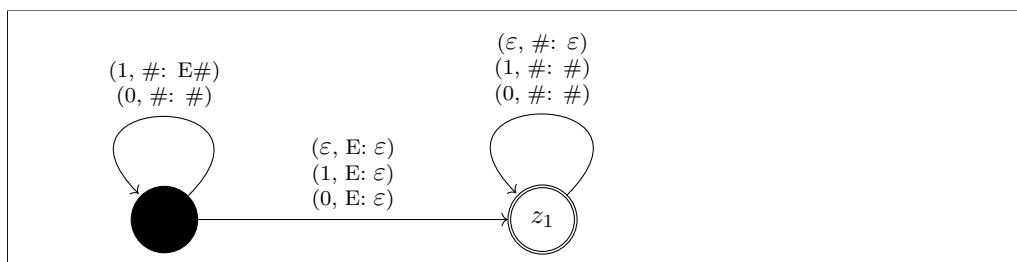 (ε, #: ε)
(1, #: #)
(0, #: #)
(1, #: E#)
(0, #: #)
(ε, E: ε)
(1, E: ε)
(0, E: ε)
z₁